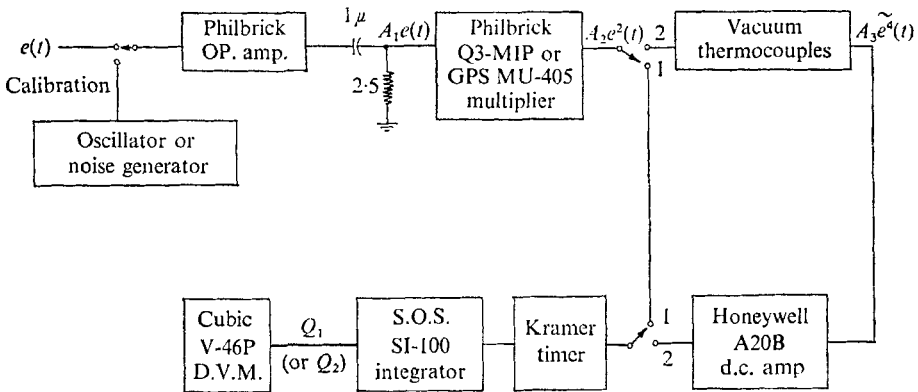 e(t)
Calibration
Oscillator or
noise generator
Philbrick
OP. amp.
1 μ
A₁e(t)
2·5
Philbrick
Q3-M1P or
GPS MU-405
multiplier
A₂e²(t)
2
1
Vacuum
thermocouples
A₃e⁴(t)
Cubic
V-46P
D.V.M.
Q₁
(or Q₂)
S.O.S.
SI-100
integrator
Kramer
timer
1
2
Honeywell
A20B
d.c. amp